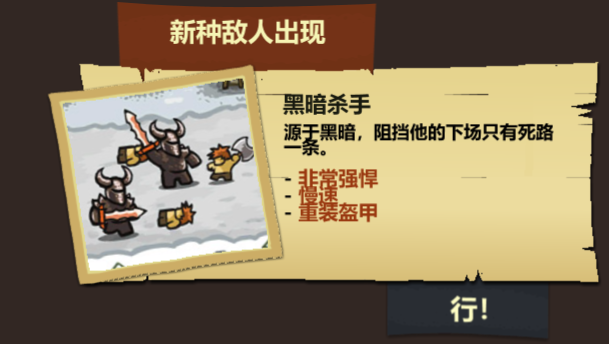 新种敌人出现
黑暗杀手
源于黑暗，阻挡他的下场只有死路
一条。
- 非常强悍
- 慢速
- 重装盔甲
行！